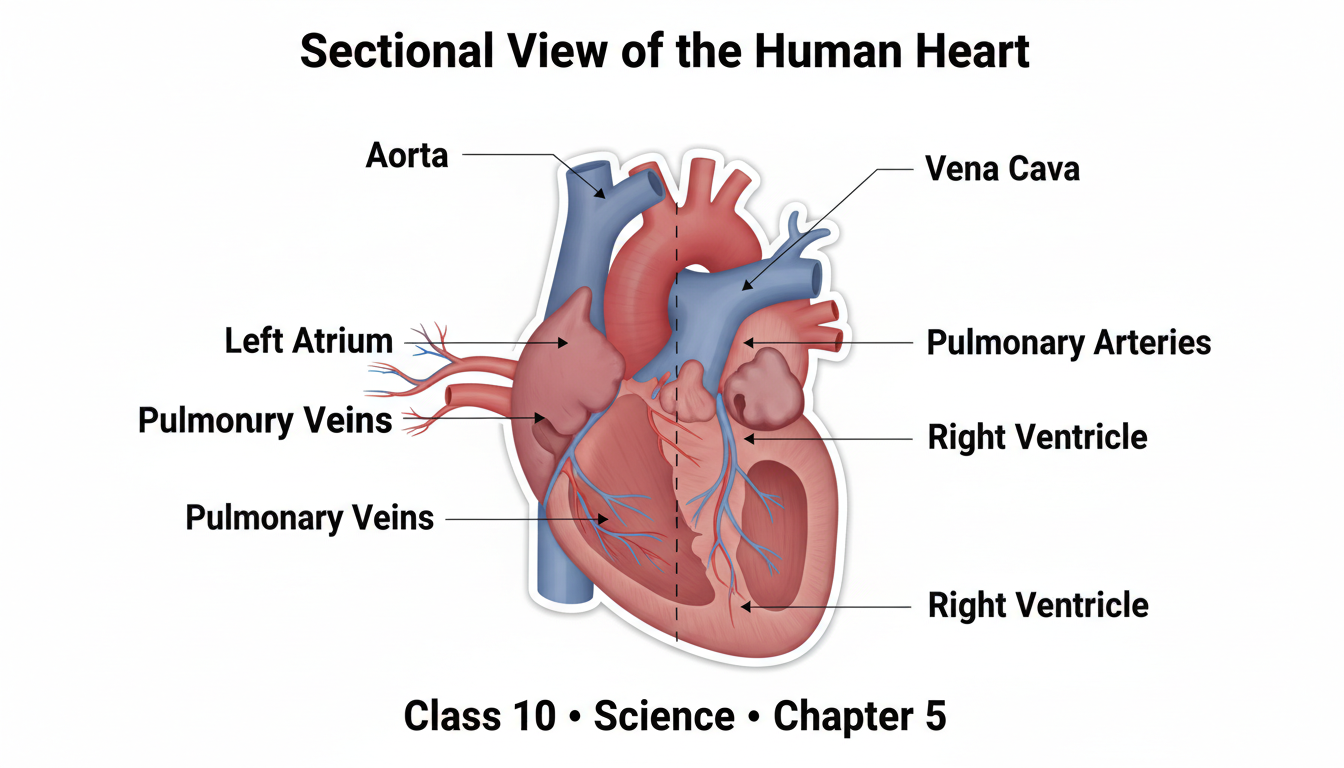 Sectional View of the Human Heart
Aorta
Vena Cava
Left Atrium
Pulmonary Arteries
Pulmonıry Veins
Right Ventricle
Pulmonary Veins
Right Ventricle
Class 10 • Science • Chapter 5